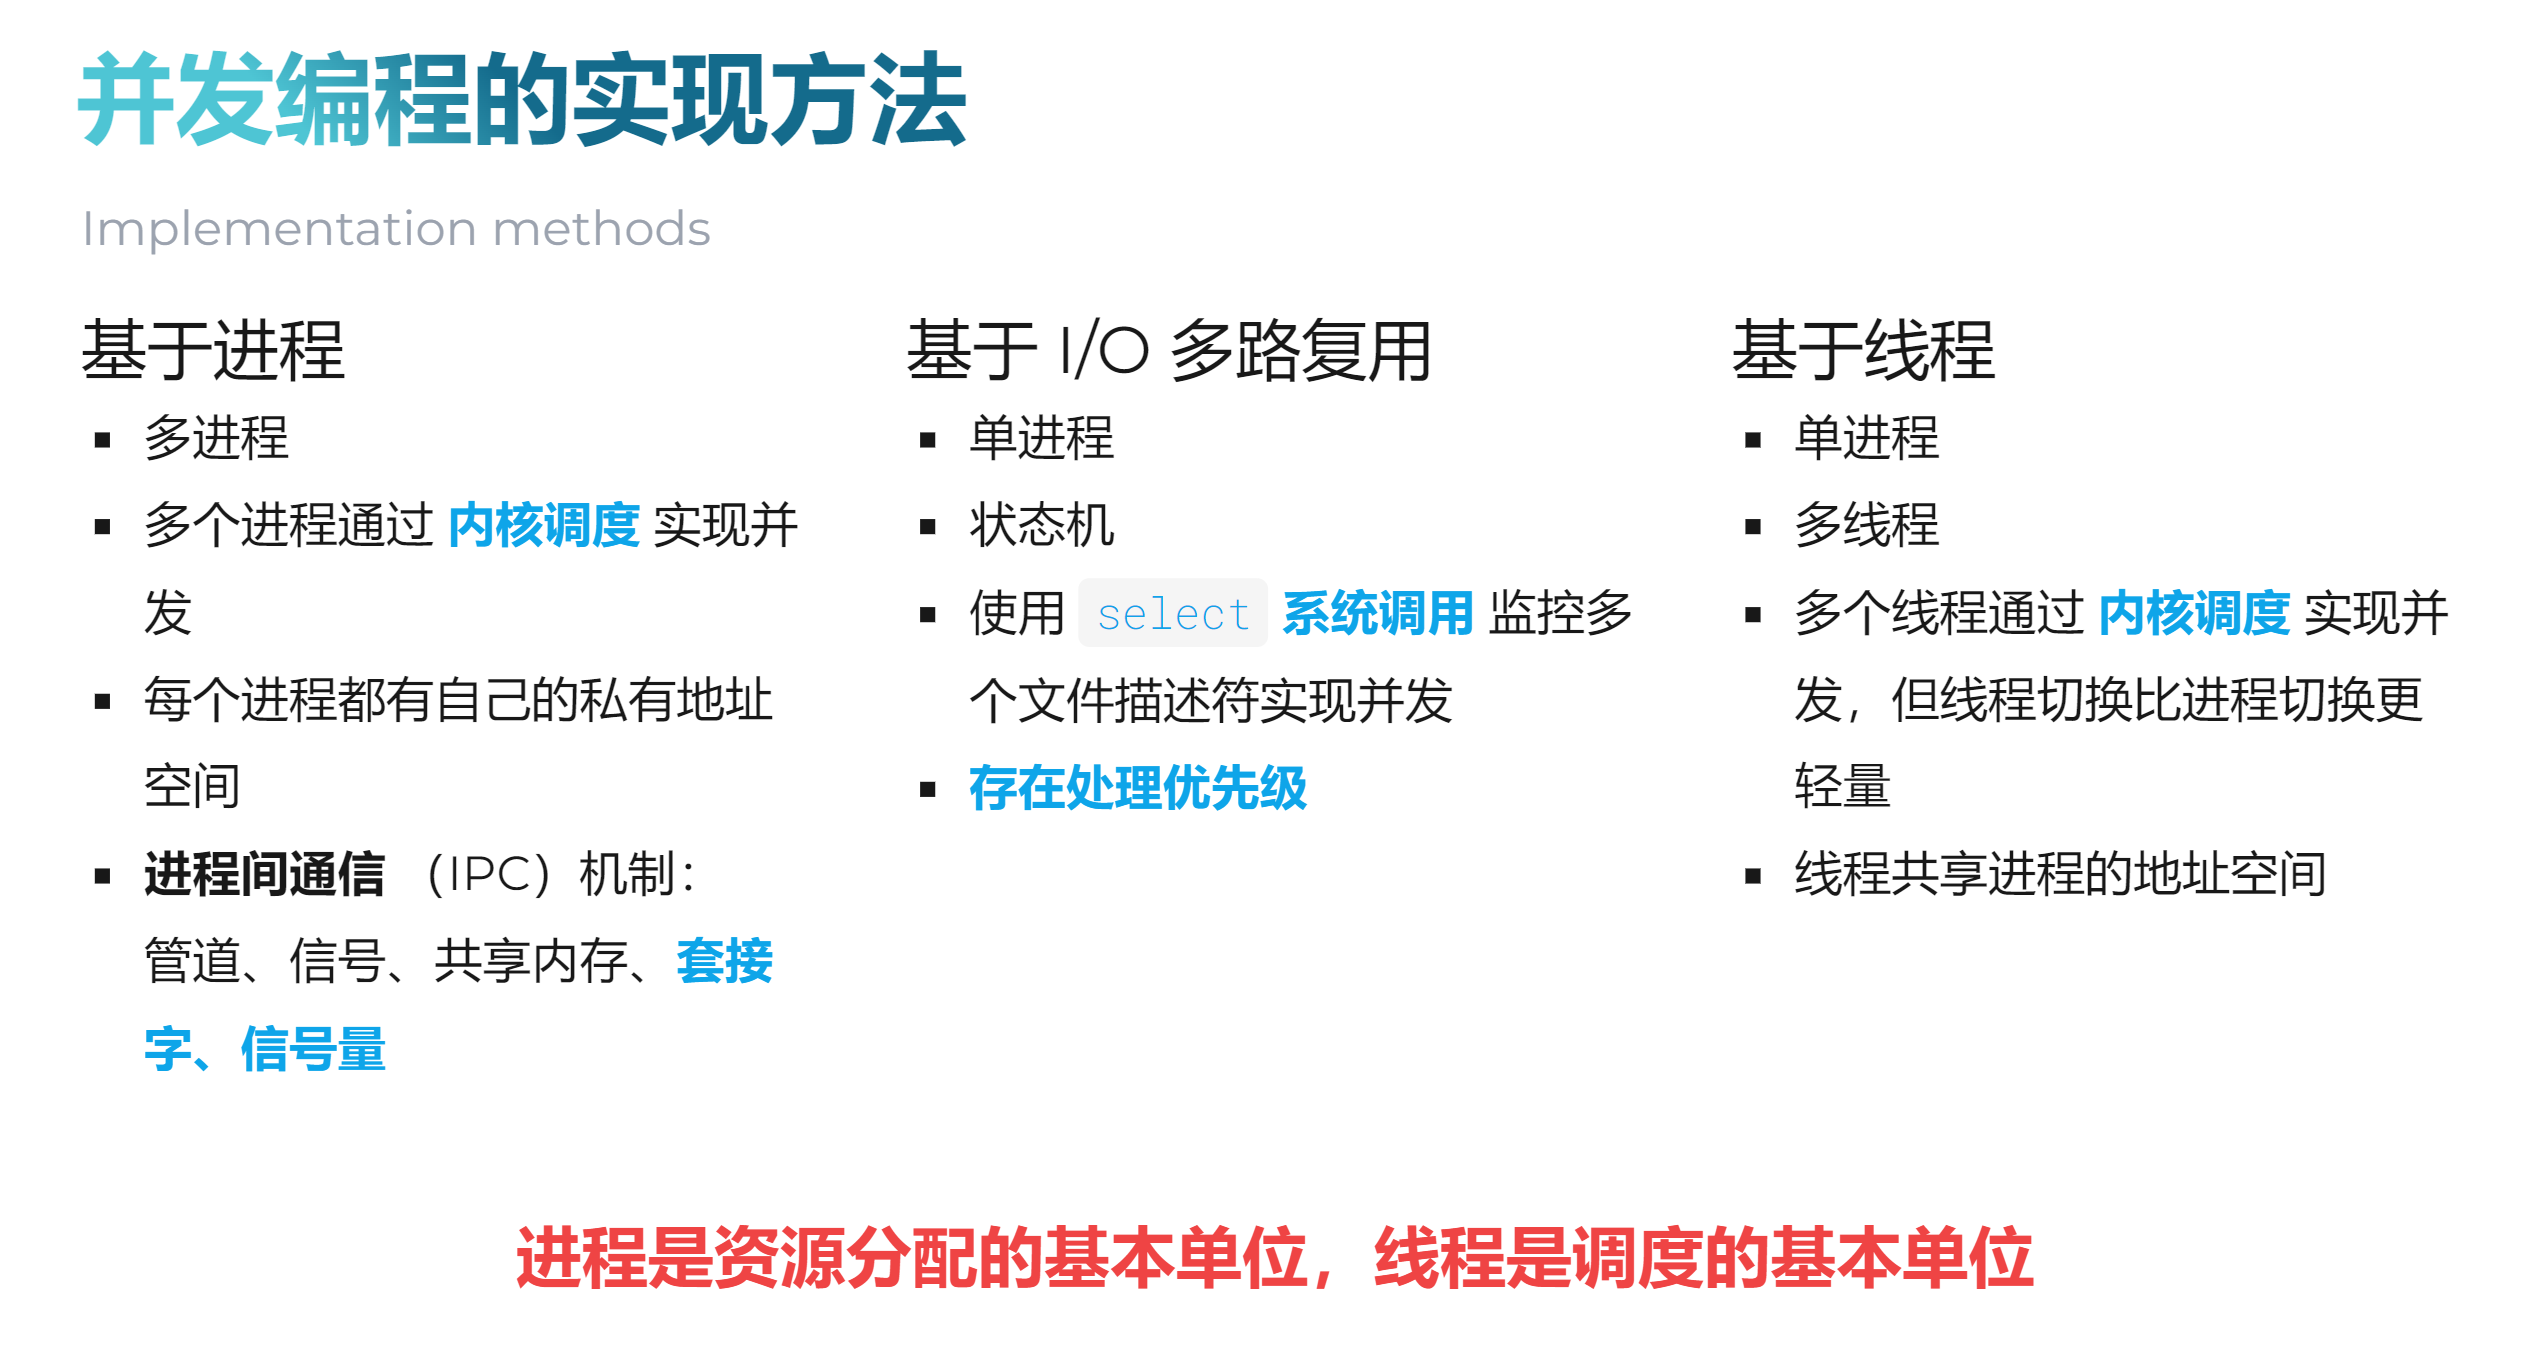 并发编程的实现方法
Implementation methods
基于进程
多进程
多个进程通过 内核调度 实现并
发
每个进程都有自己的私有地址
空间
进程间通信 （IPC）机制：
管道、信号、共享内存、套接
字、信号量
基于 I/O 多路复用
单进程
状态机
使用 select 系统调用 监控多
个文件描述符实现并发
存在处理优先级
基于线程
单进程
多线程
多个线程通过 内核调度 实现并
发，但线程切换比进程切换更
轻量
线程共享进程的地址空间
进程是资源分配的基本单位，线程是调度的基本单位